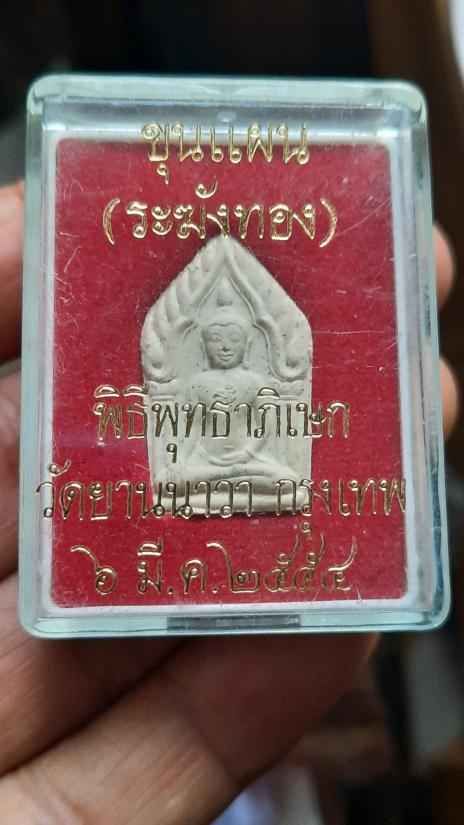 ขุนแผน
(ระฆังทอง)
พิธีพุทธาภิเษก
วัดยานนาวา กรุงเทพ
๖ มี.ค.๒๕๕๔